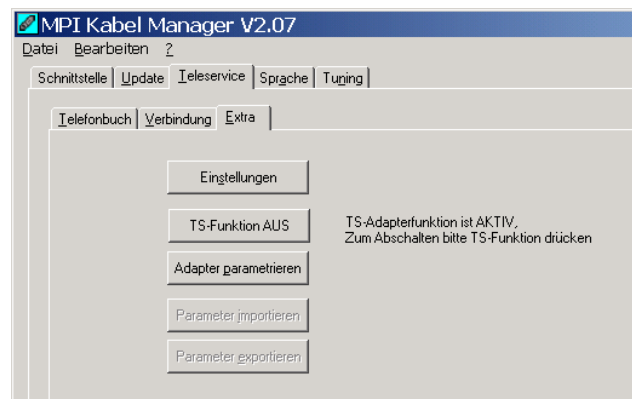 MPI Kabel Manager V2.07
Datei Bearbeiten ?
Schnittstelle Update Teleservice Sprache Tuning
Telefonbuch Verbindung Extra
Einstellungen
TS-Funktion AUS
TS-Adapterfunktion ist AKTIV,
Zum Abschalten bitte TS-Funktion drücken
Adapter parametrieren
Parameter importieren
Parameter exportieren